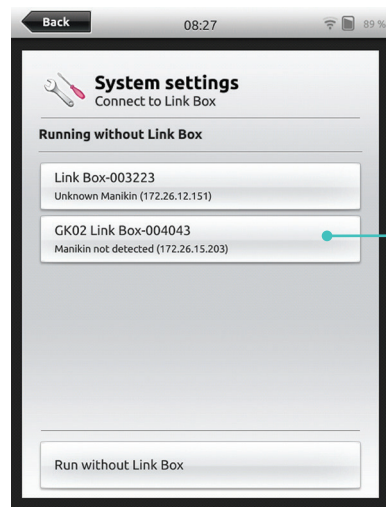 Back
08:27
89 %
System settings
Connect to Link Box
Running without Link Box
Link Box-003223
Unknown Manikin (172.26.12.151)
GK02 Link Box-004043
Manikin not detected (172.26.15.203)
Run without Link Box